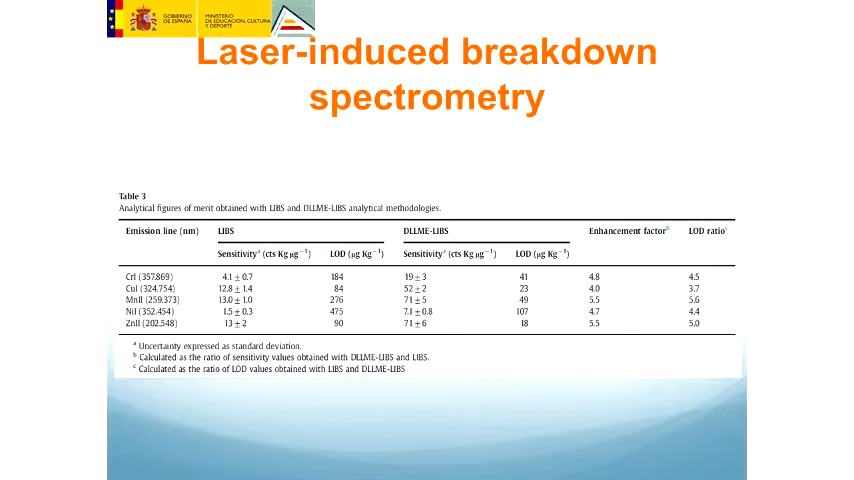 GOBIERNO
DE ESPAÑA
MINISTERIO
DE EDUCACIÓN, CULTURA
Y DEPORTE
Laser-induced breakdown
spectrometry
Table 3
Analytical figures of merit obtained with LIBS and DLLME-LIBS analytical methodologies.
Emission line (nm) LIBS DLLME-LIBS Enhancement factorᵇ LOD ratioᶜ
Sensitivityᵃ (cts Kg μg⁻¹) LOD (μg Kg⁻¹) Sensitivityᵃ (cts Kg μg⁻¹) LOD (μg Kg⁻¹)
CrI (357.869) 4.1 ± 0.7 184 19 ± 3 41 4.8 4.5
CuI (324.754) 12.8 ± 1.4 84 52 ± 2 23 4.0 3.7
MnII (259.373) 13.0 ± 1.0 276 71 ± 5 49 5.5 5.6
NiI (352.454) 1.5 ± 0.3 475 7.1 ± 0.8 107 4.7 4.4
ZnII (202.548) 13 ± 2 90 71 ± 6 18 5.5 5.0
ᵃ Uncertainty expressed as standard deviation.
ᵇ Calculated as the ratio of sensitivity values obtained with DLLME-LIBS and LIBS.
ᶜ Calculated as the ratio of LOD values obtained with LIBS and DLLME-LIBS